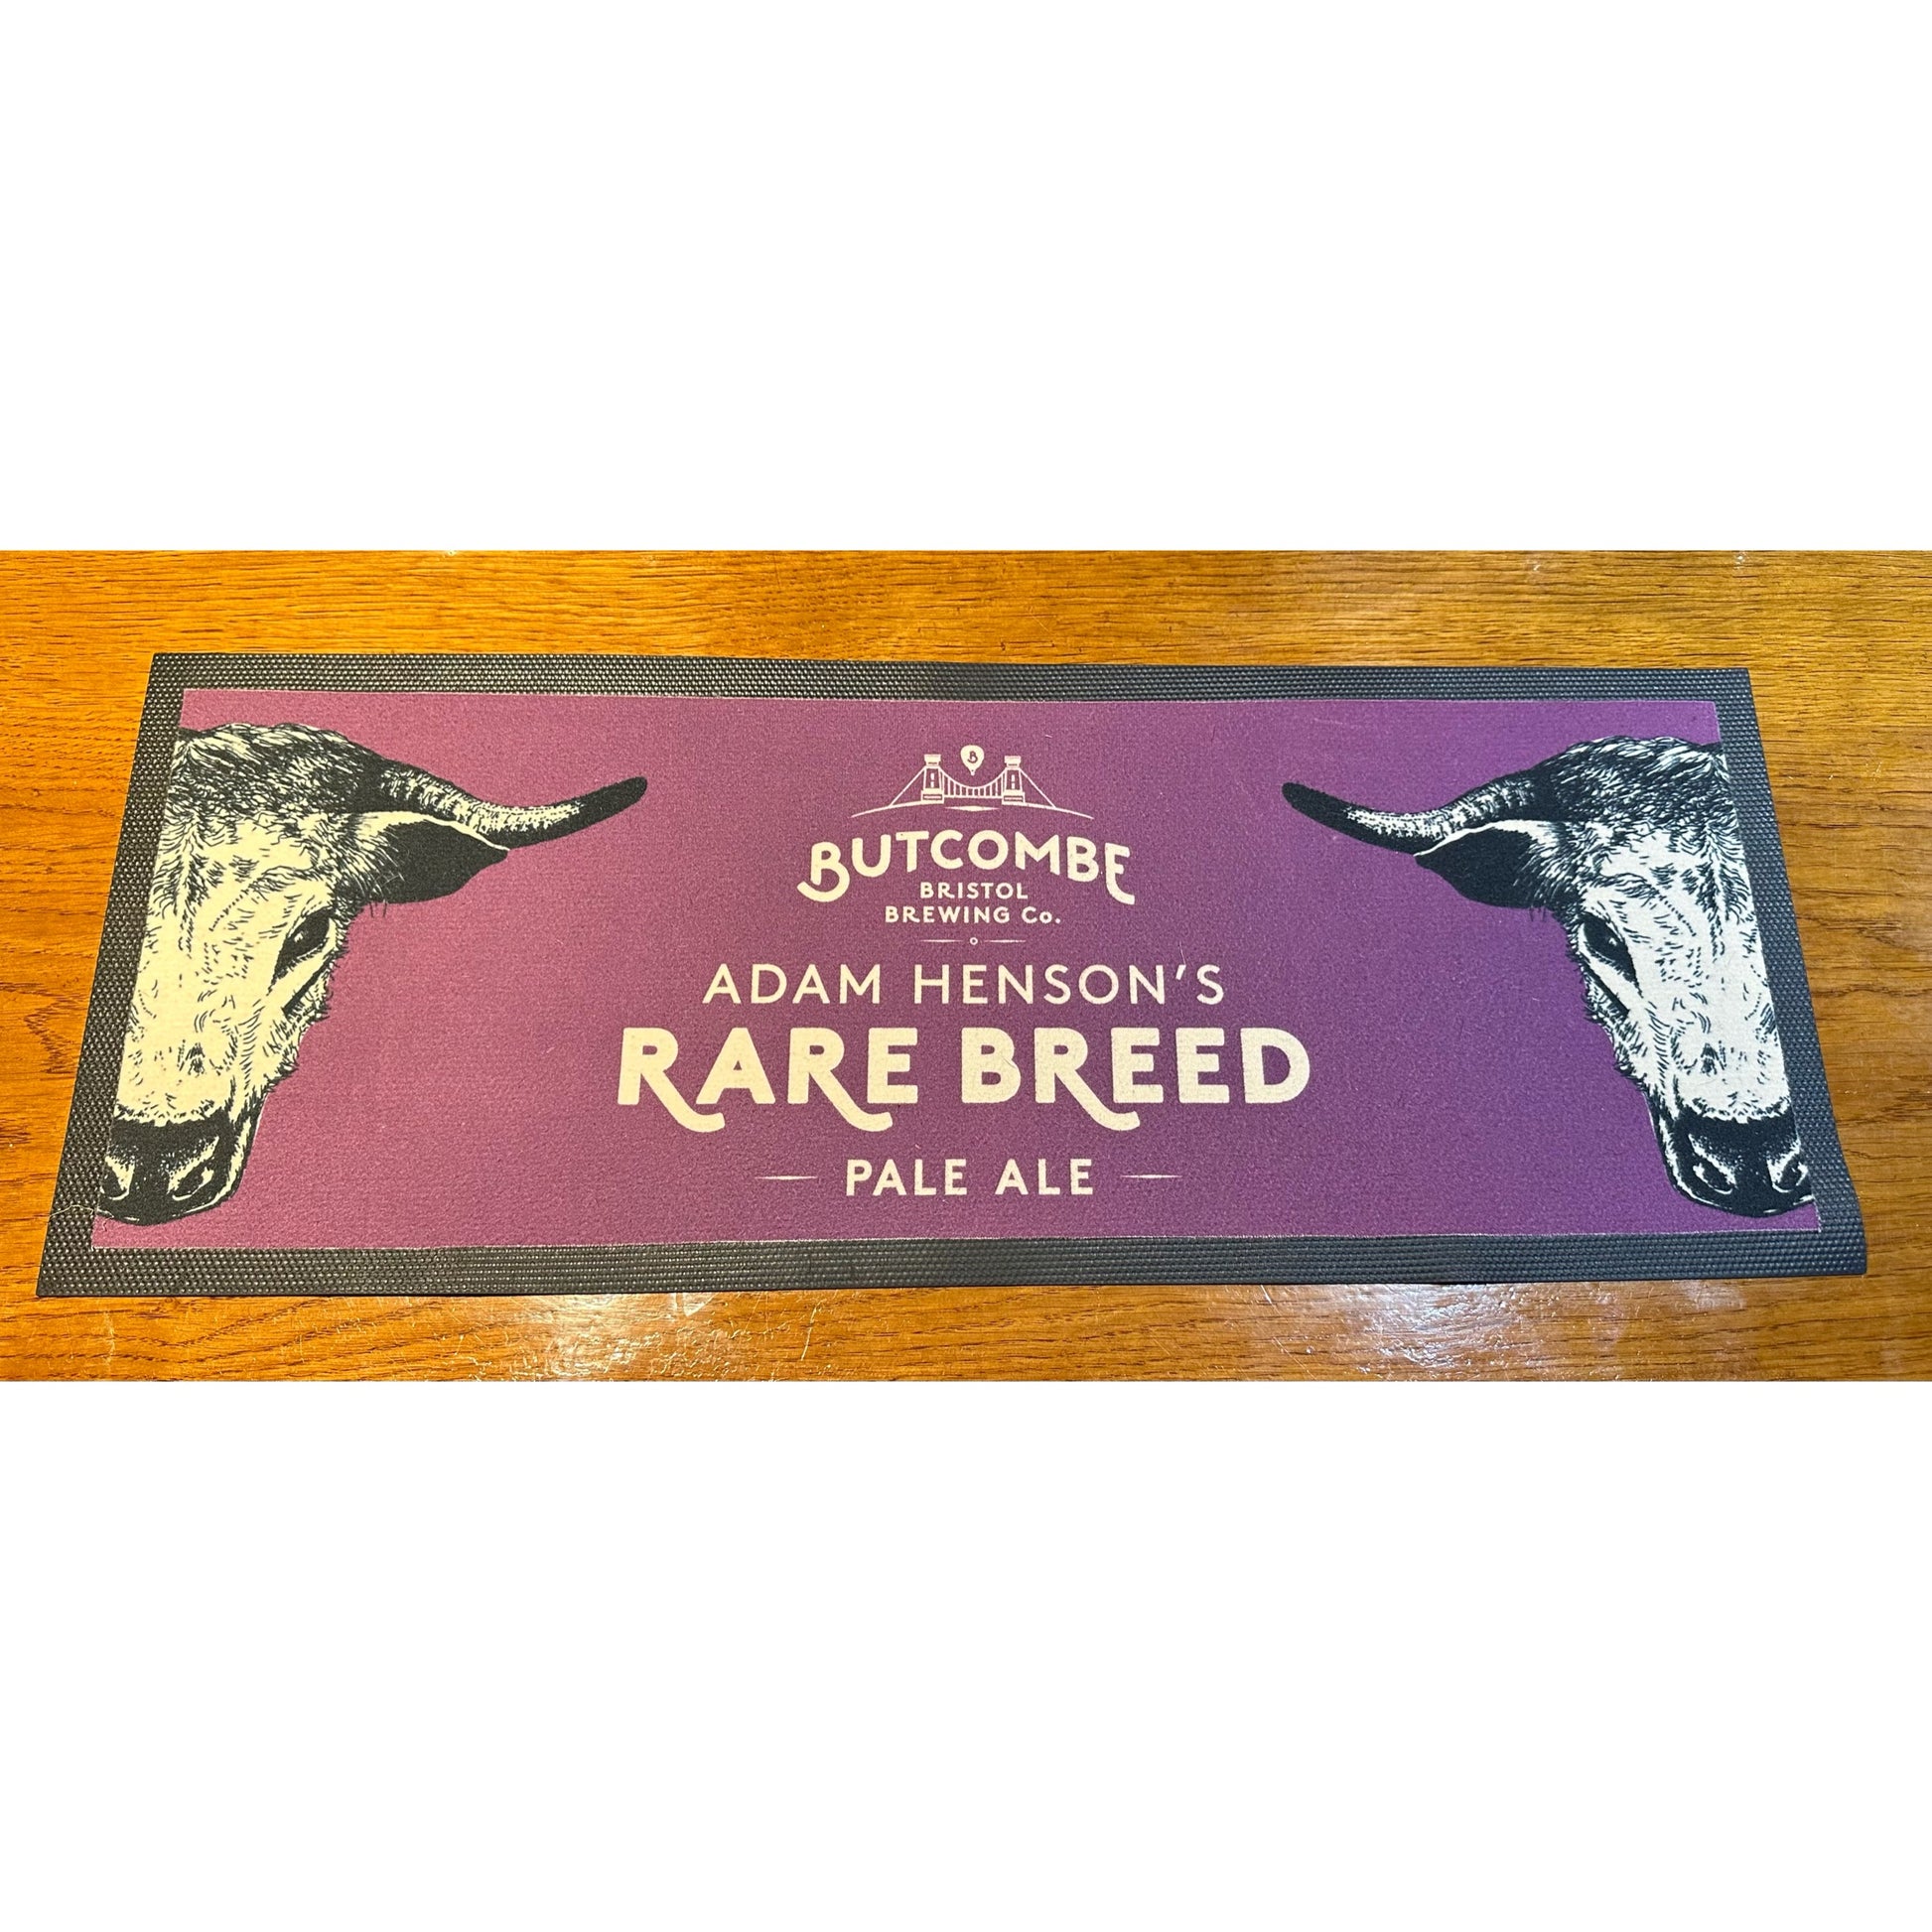 B
BUTCOMBE
BRISTOL
BREWING Co.
ADAM HENSON'S
RARE BREED
PALE ALE